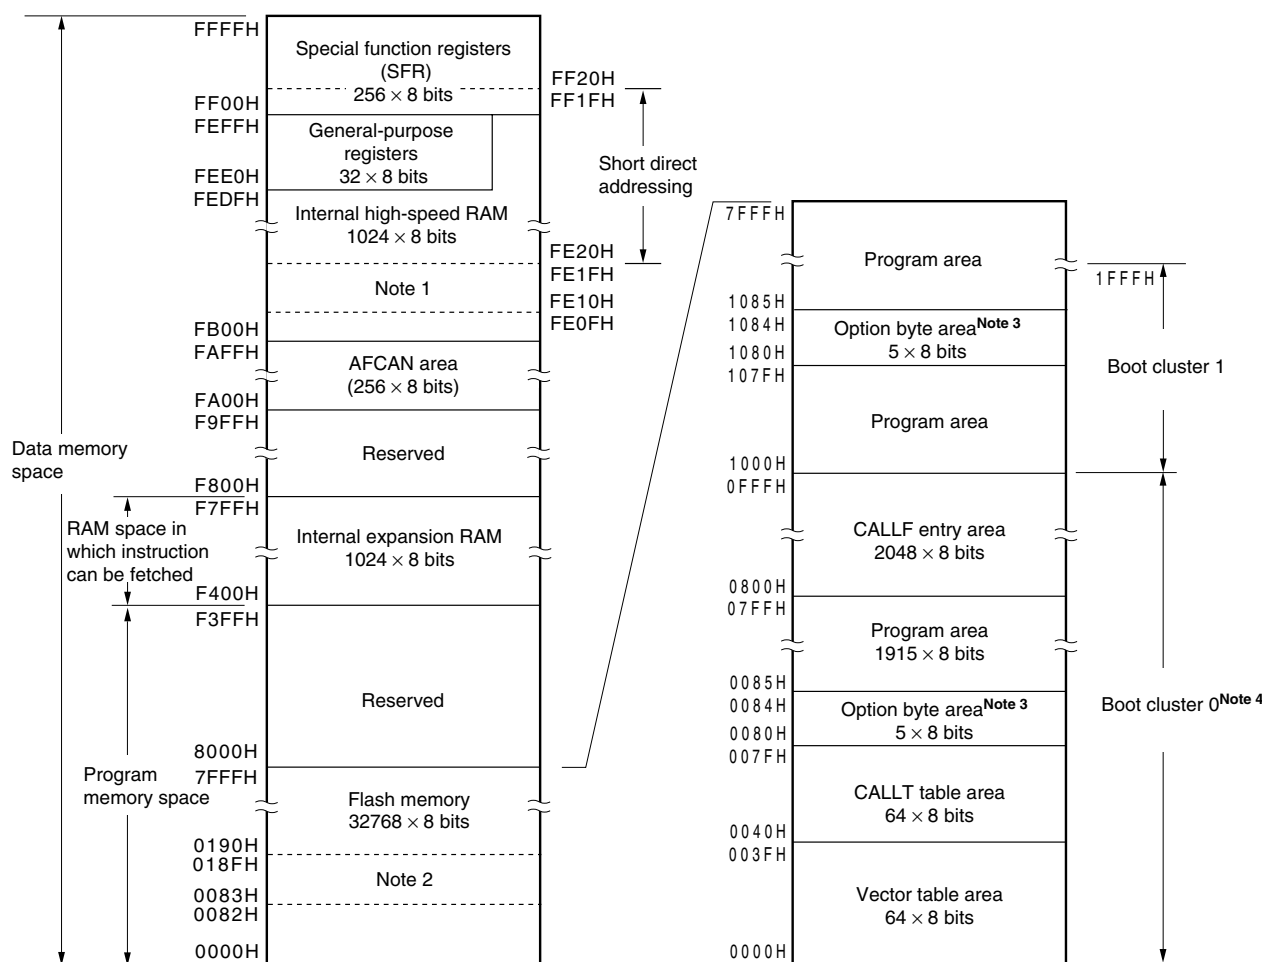 FFFFH
Special function registers
(SFR)
256 × 8 bits
FF20H
FF1FH
FF00H
FEFFH
General-purpose
registers
32 × 8 bits
Short direct
addressing
FEE0H
FEDFH
Internal high-speed RAM
1024 × 8 bits
FE20H
FE1FH
Note 1
FE10H
FE0FH
FB00H
FAFFH
AFCAN area
(256 × 8 bits)
FA00H
F9FFH
Data memory
space
Reserved
F800H
F7FFH
RAM space in
which instruction
can be fetched
Internal expansion RAM
1024 × 8 bits
F400H
F3FFH
Reserved
8000H
7FFFH
Program
memory space
Flash memory
32768 × 8 bits
0190H
018FH
Note 2
0083H
0082H
0000H
7FFFH
Program area
1FFFH
1085H
1084H
Option byte area Note 3
5 × 8 bits
1080H
107FH
Boot cluster 1
Program area
1000H
0FFFH
CALLF entry area
2048 × 8 bits
0800H
07FFH
Program area
1915 × 8 bits
0085H
0084H
Option byte area Note 3
5 × 8 bits
Boot cluster 0 Note 4
0080H
007FH
CALLT table area
64 × 8 bits
0040H
003FH
Vector table area
64 × 8 bits
0000H